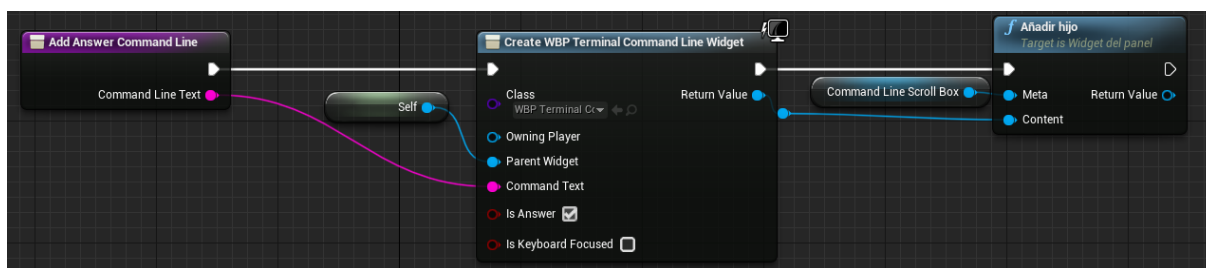 Add Answer Command Line
Command Line Text
Self
Create WBP Terminal Command Line Widget
Class
WBP Terminal Co
Return Value
Owning Player
Parent Widget
Command Text
Is Answer
Is Keyboard Focused
Command Line Scroll Box
f Añadir hijo
Target is Widget del panel
Meta
Return Value
Content